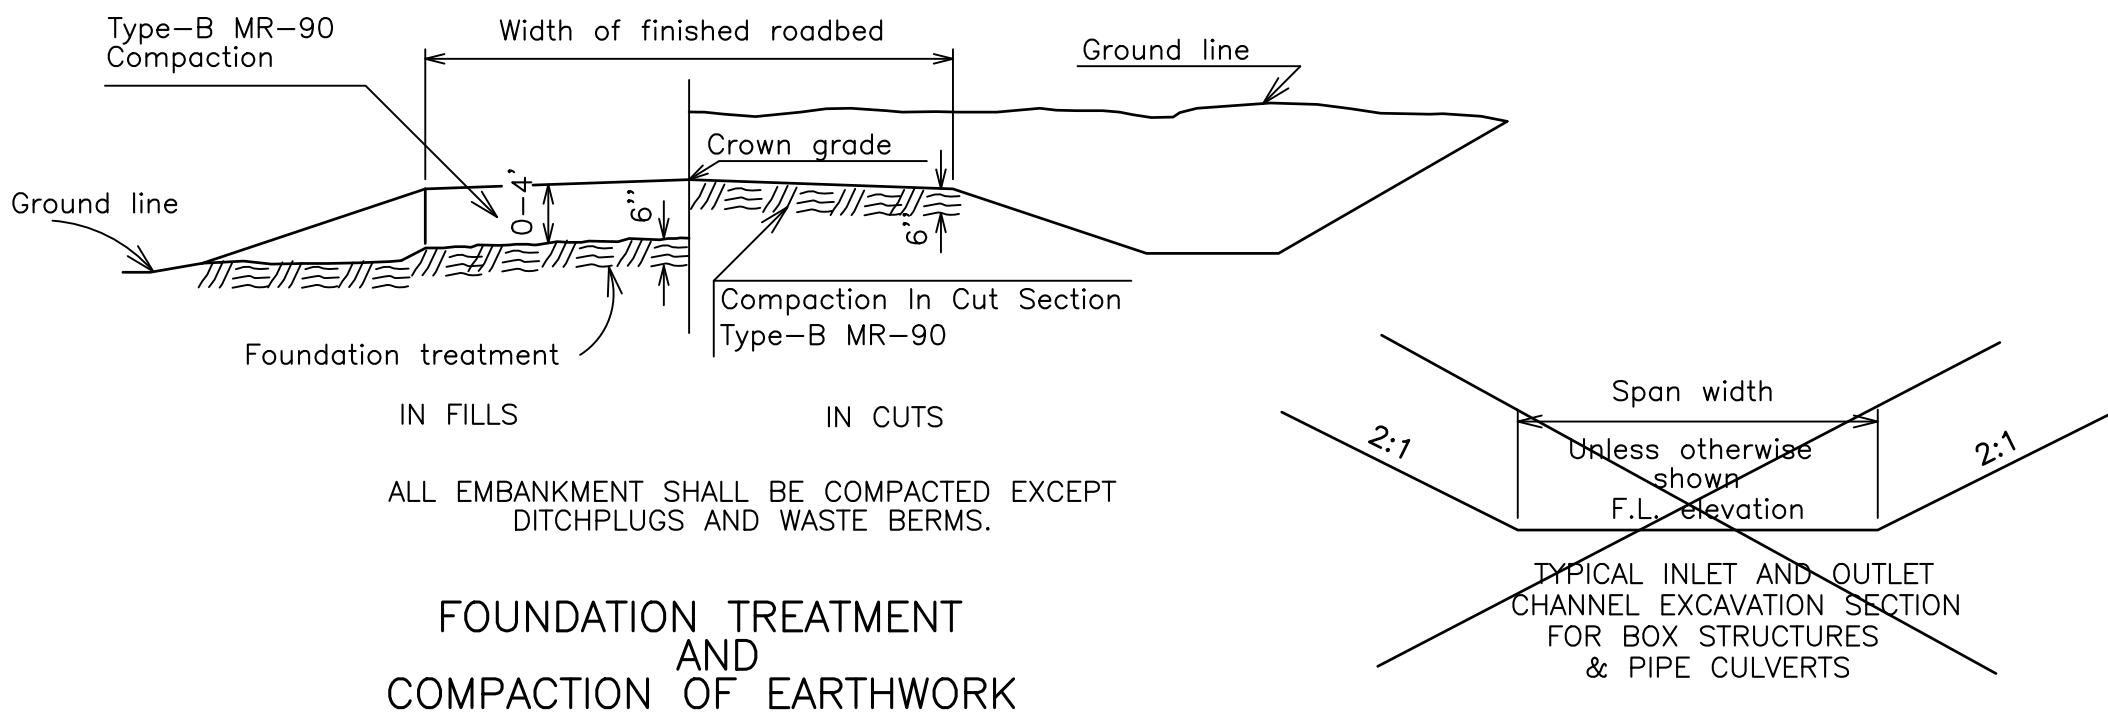 Type-B MR-90
Compaction
Width of finished roadbed
Ground line
Crown grade
0-4'
6"
6"
Ground line
Compaction In Cut Section
Type-B MR-90
Foundation treatment
IN FILLS
IN CUTS
ALL EMBANKMENT SHALL BE COMPACTED EXCEPT
DITCHPLUGS AND WASTE BERMS.
FOUNDATION TREATMENT
AND
COMPACTION OF EARTHWORK
Span width
2:1
Unless otherwise
shown
F.L. elevation
2:1
TYPICAL INLET AND OUTLET
CHANNEL EXCAVATION SECTION
FOR BOX STRUCTURES
& PIPE CULVERTS